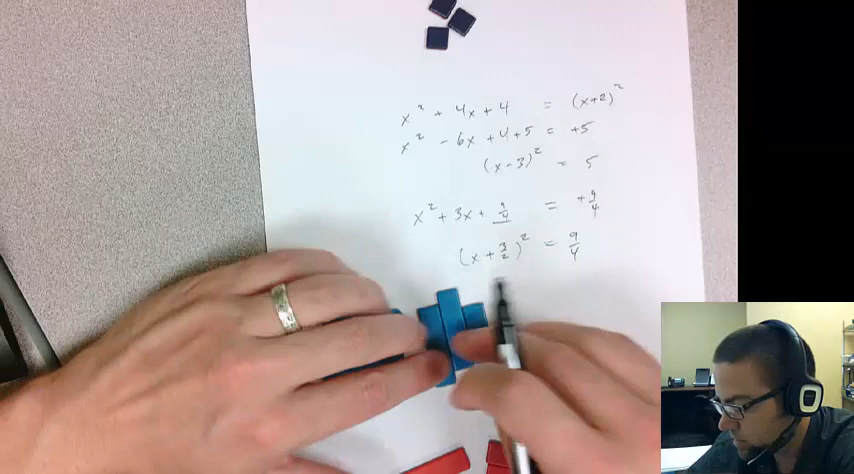 x² + 4x + 4 = (x+2)²
x² - 6x + 4 + 5 = +5
(x-3)² = 5
x² + 3x + 9/4 = +9/4
(x + 3/2)² = 9/4